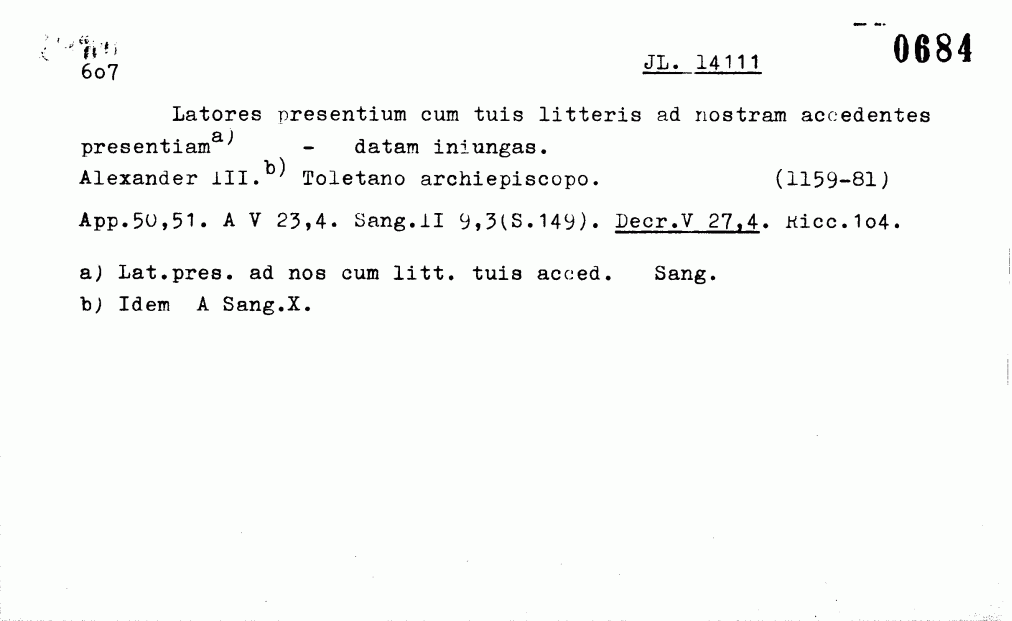 0684
6o7
JL. 14111
Latores presentium cum tuis litteris ad nostram accedentes
presentiam a) - datam iniungas.
Alexander III. b) Toletano archiepiscopo. (1159-81)
App.50,51. A V 23,4. Sang.II 9,3(S.149). Decr.V 27,4. Ricc.1o4.
a) Lat.pres. ad nos cum litt. tuis acced. Sang.
b) Idem A Sang.X.